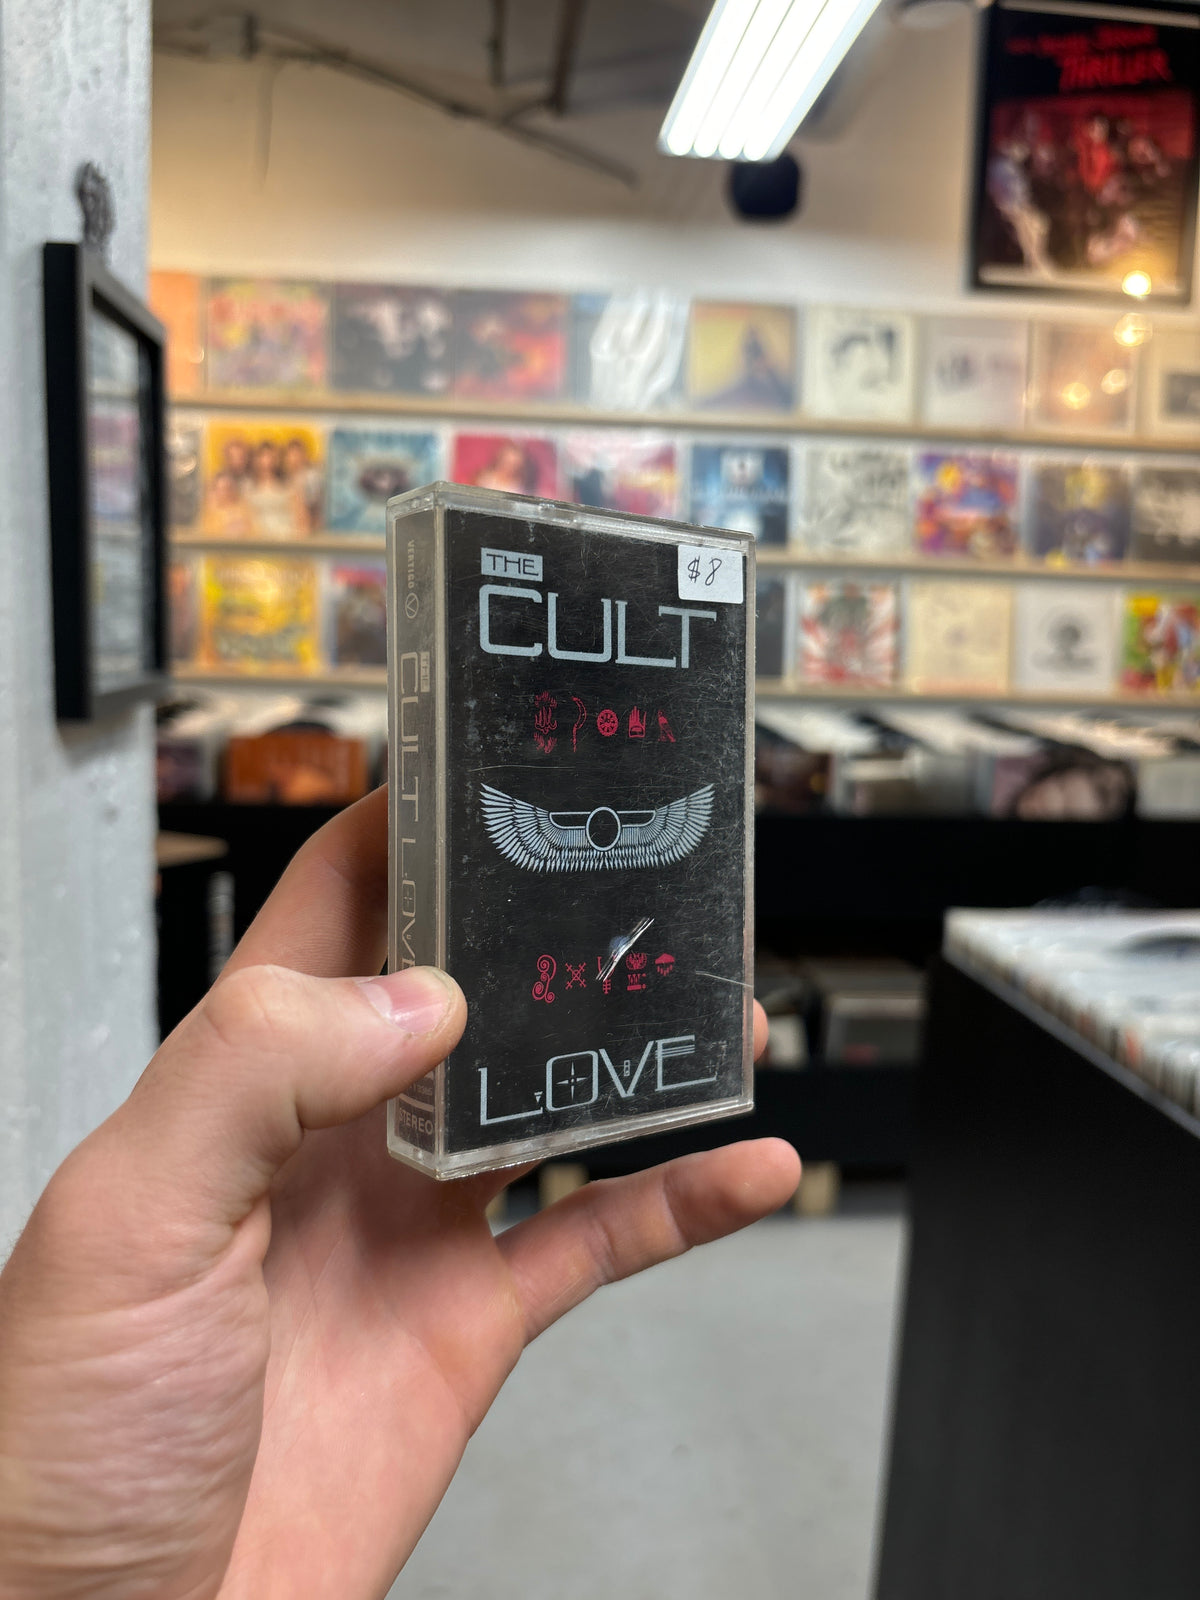 THE
CULT
$8
LOVE
VERTIGO
THE
CULT LOVE
STEREO
THRILLER